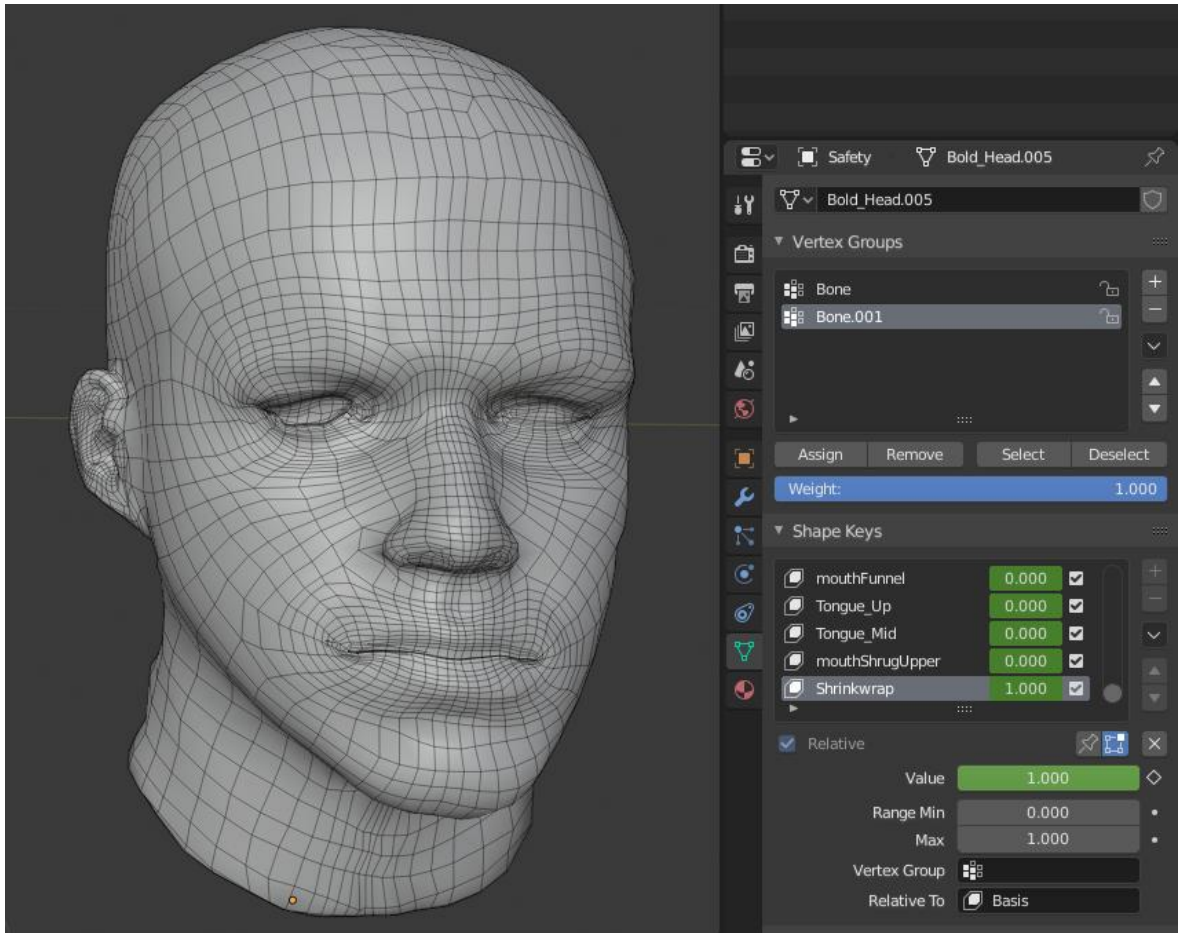 Safety Bold_Head.005
Bold_Head.005
Vertex Groups
Bone
Bone.001
Assign Remove Select Deselect
Weight: 1.000
Shape Keys
mouthFunnel 0.000
Tongue_Up 0.000
Tongue_Mid 0.000
mouthShrugUpper 0.000
Shrinkwrap 1.000
Relative
Value 1.000
Range Min 0.000
Max 1.000
Vertex Group
Relative To Basis